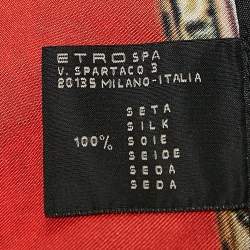 ETRO SPA
V. SPARTACO 3
20135 MILANO-ITALIA
SETA
SILK
100% SOIE
SEIDE
SEDA
SEDA